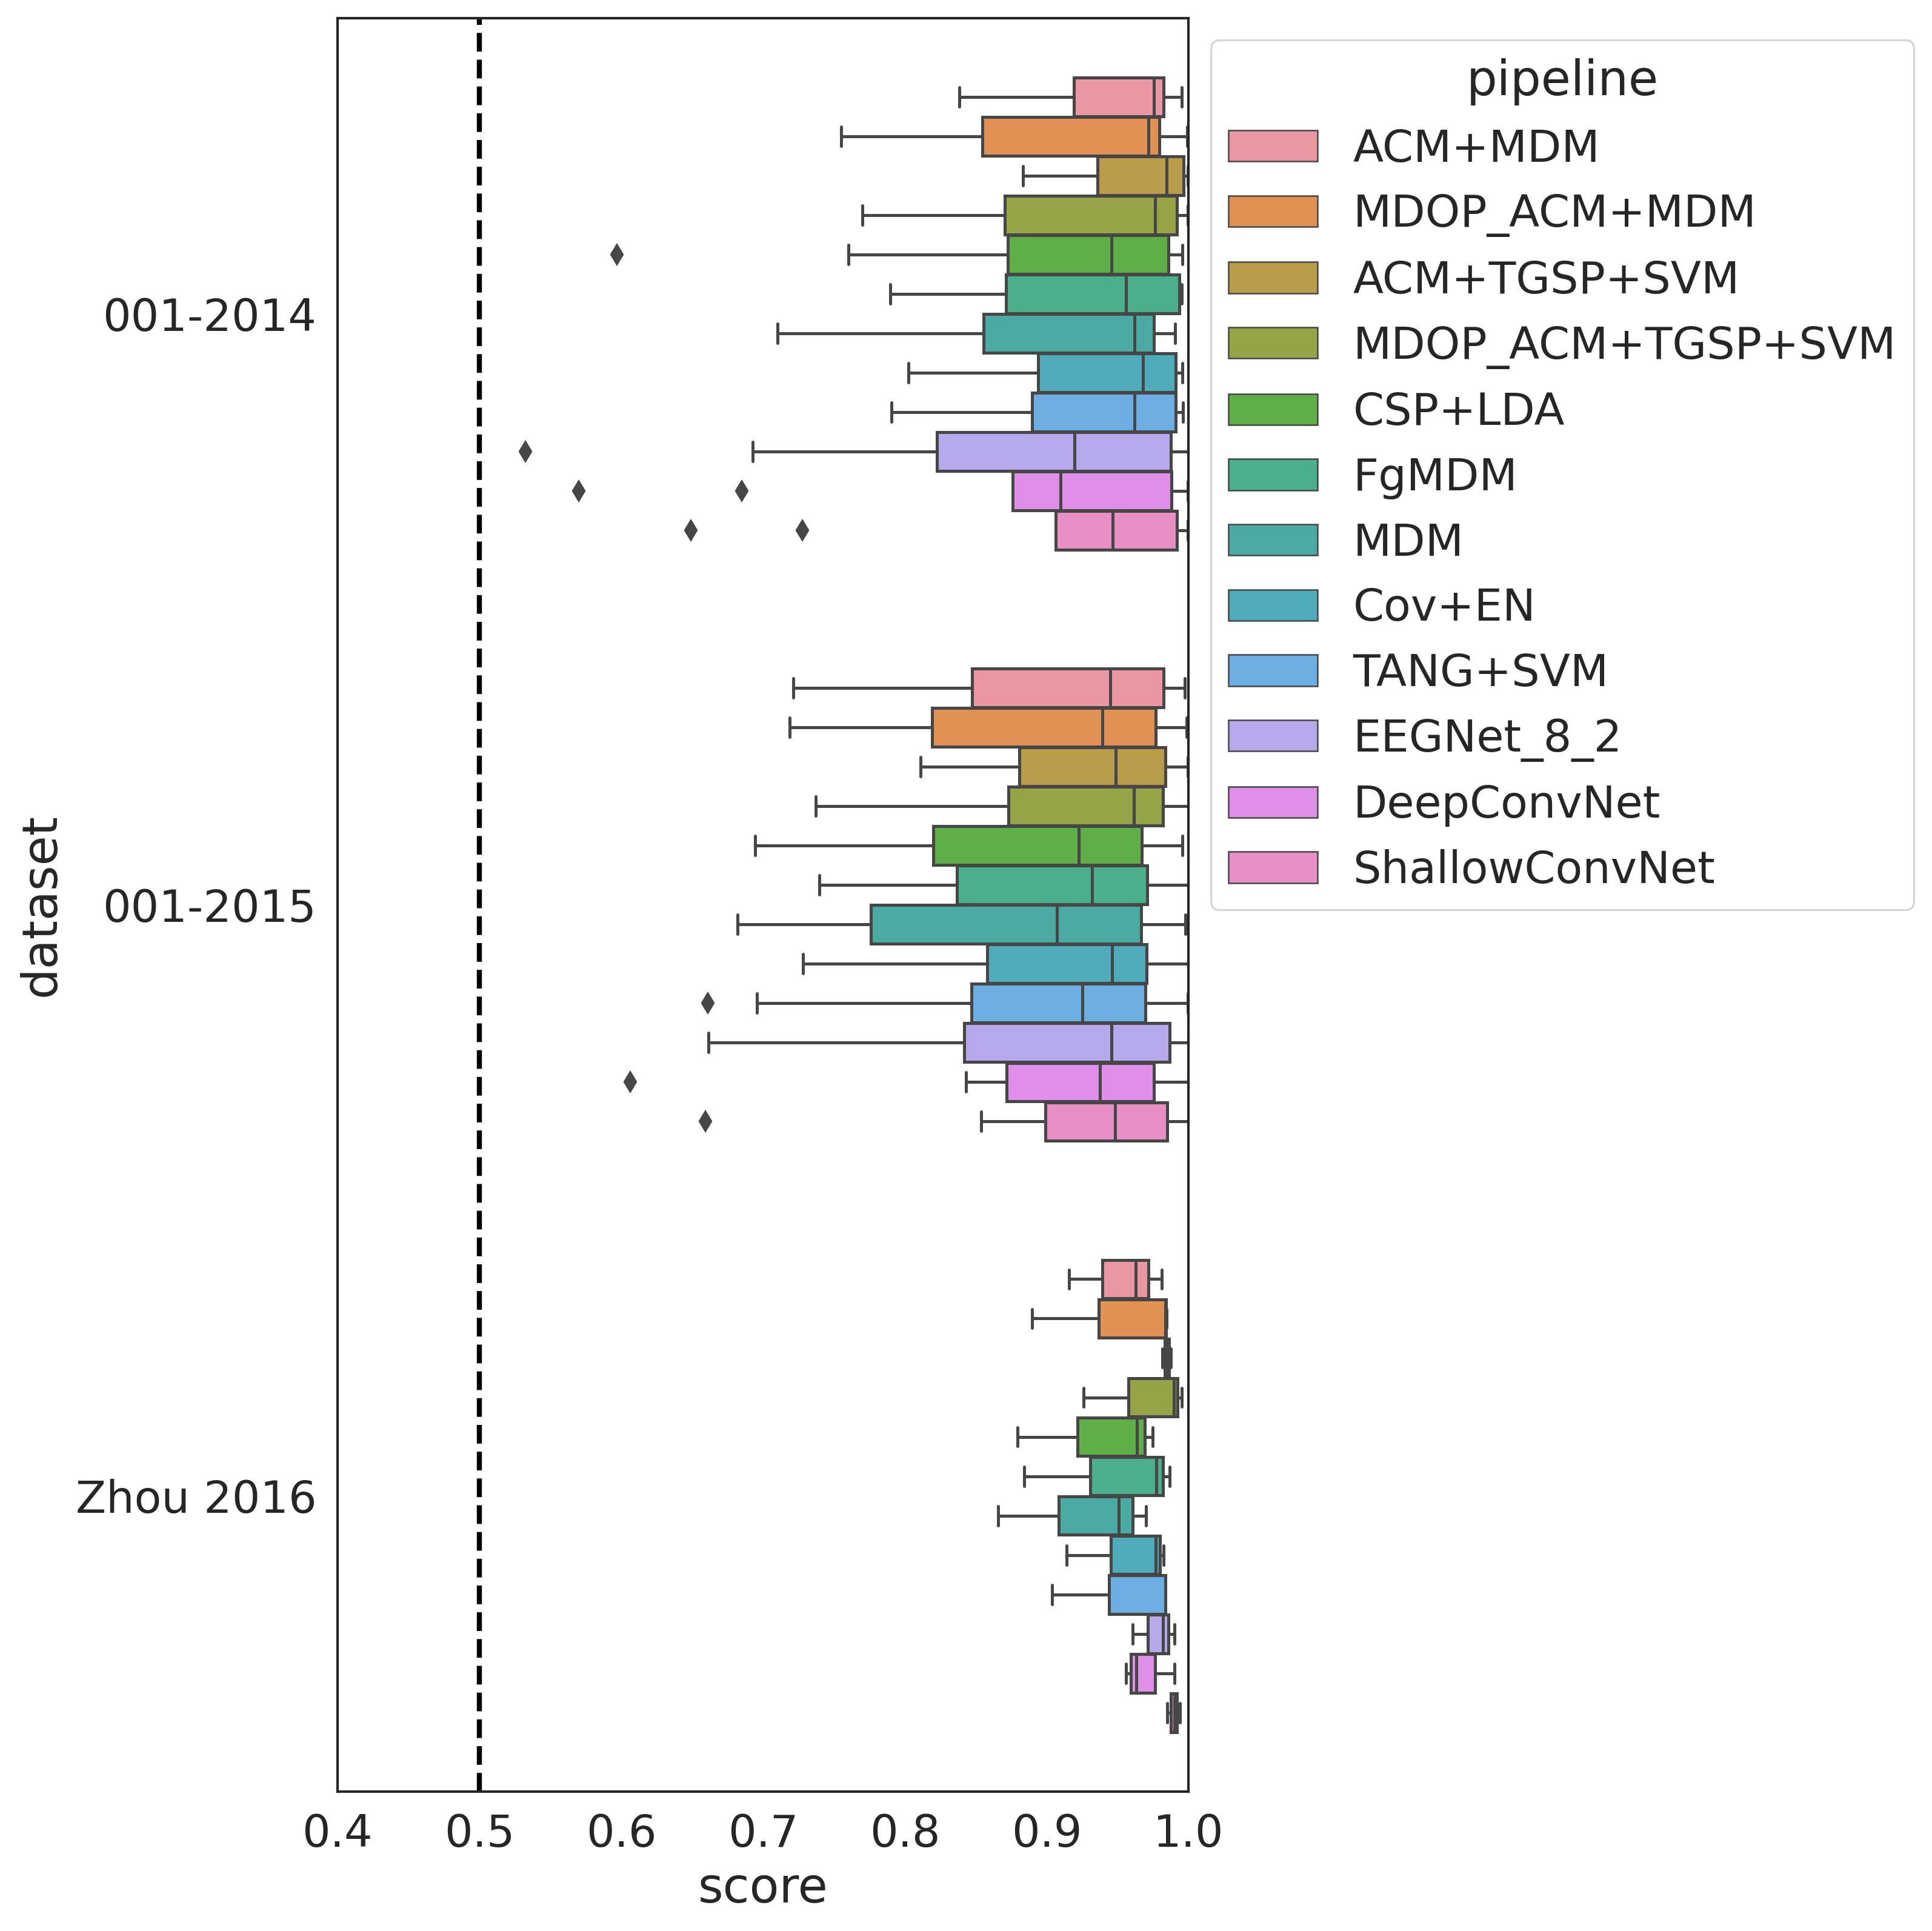 pipeline
ACM+MDM
MDOP_ACM+MDM
ACM+TGSP+SVM
MDOP_ACM+TGSP+SVM
CSP+LDA
FgMDM
MDM
Cov+EN
TANG+SVM
EEGNet_8_2
DeepConvNet
ShallowConvNet
dataset
001-2014
001-2015
Zhou 2016
0.4 0.5 0.6 0.7 0.8 0.9 1.0
score